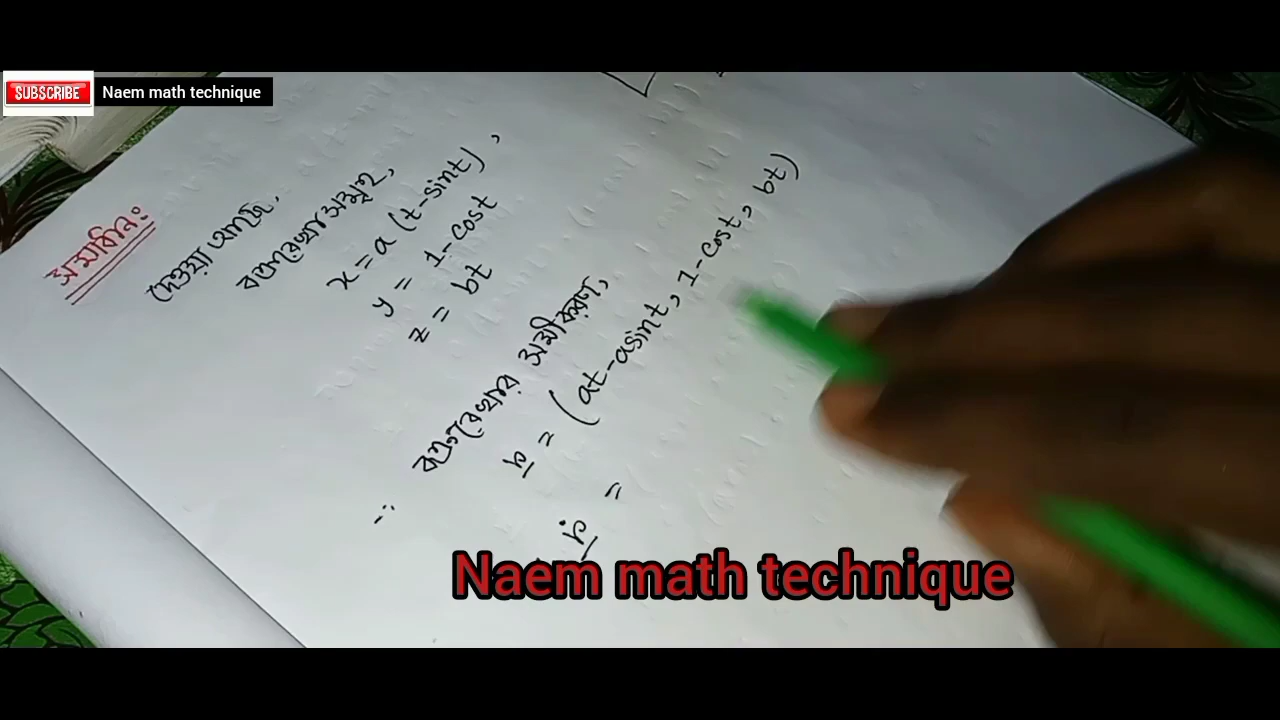 SUBSCRIBE
Naem math technique
সমাধান:
দেওয়া আছে,
বক্ররেখাসমূহ,
x = a (t-sint) ,
y = 1-cost
z = bt
∴ বক্ররেখার সমীকরণ,
r = (at-asint, 1-cost, bt)
ṙ =
Naem math technique